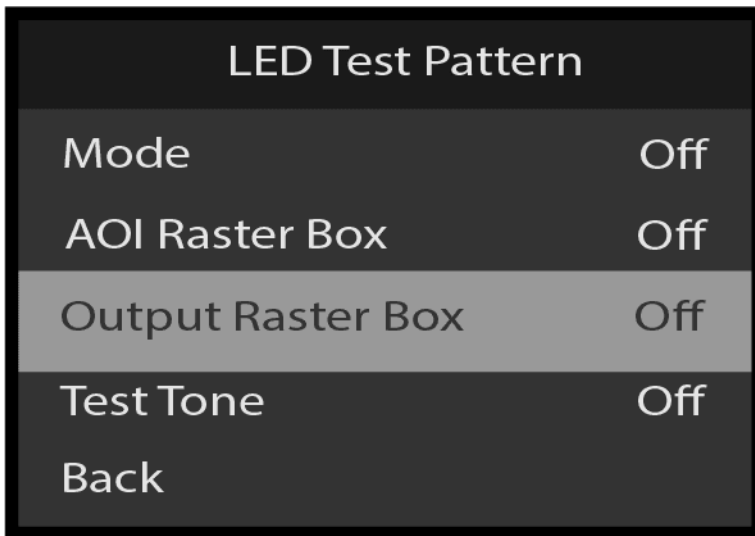 LED Test Pattern
Mode Off
AOI Raster Box Off
Output Raster Box Off
Test Tone Off
Back